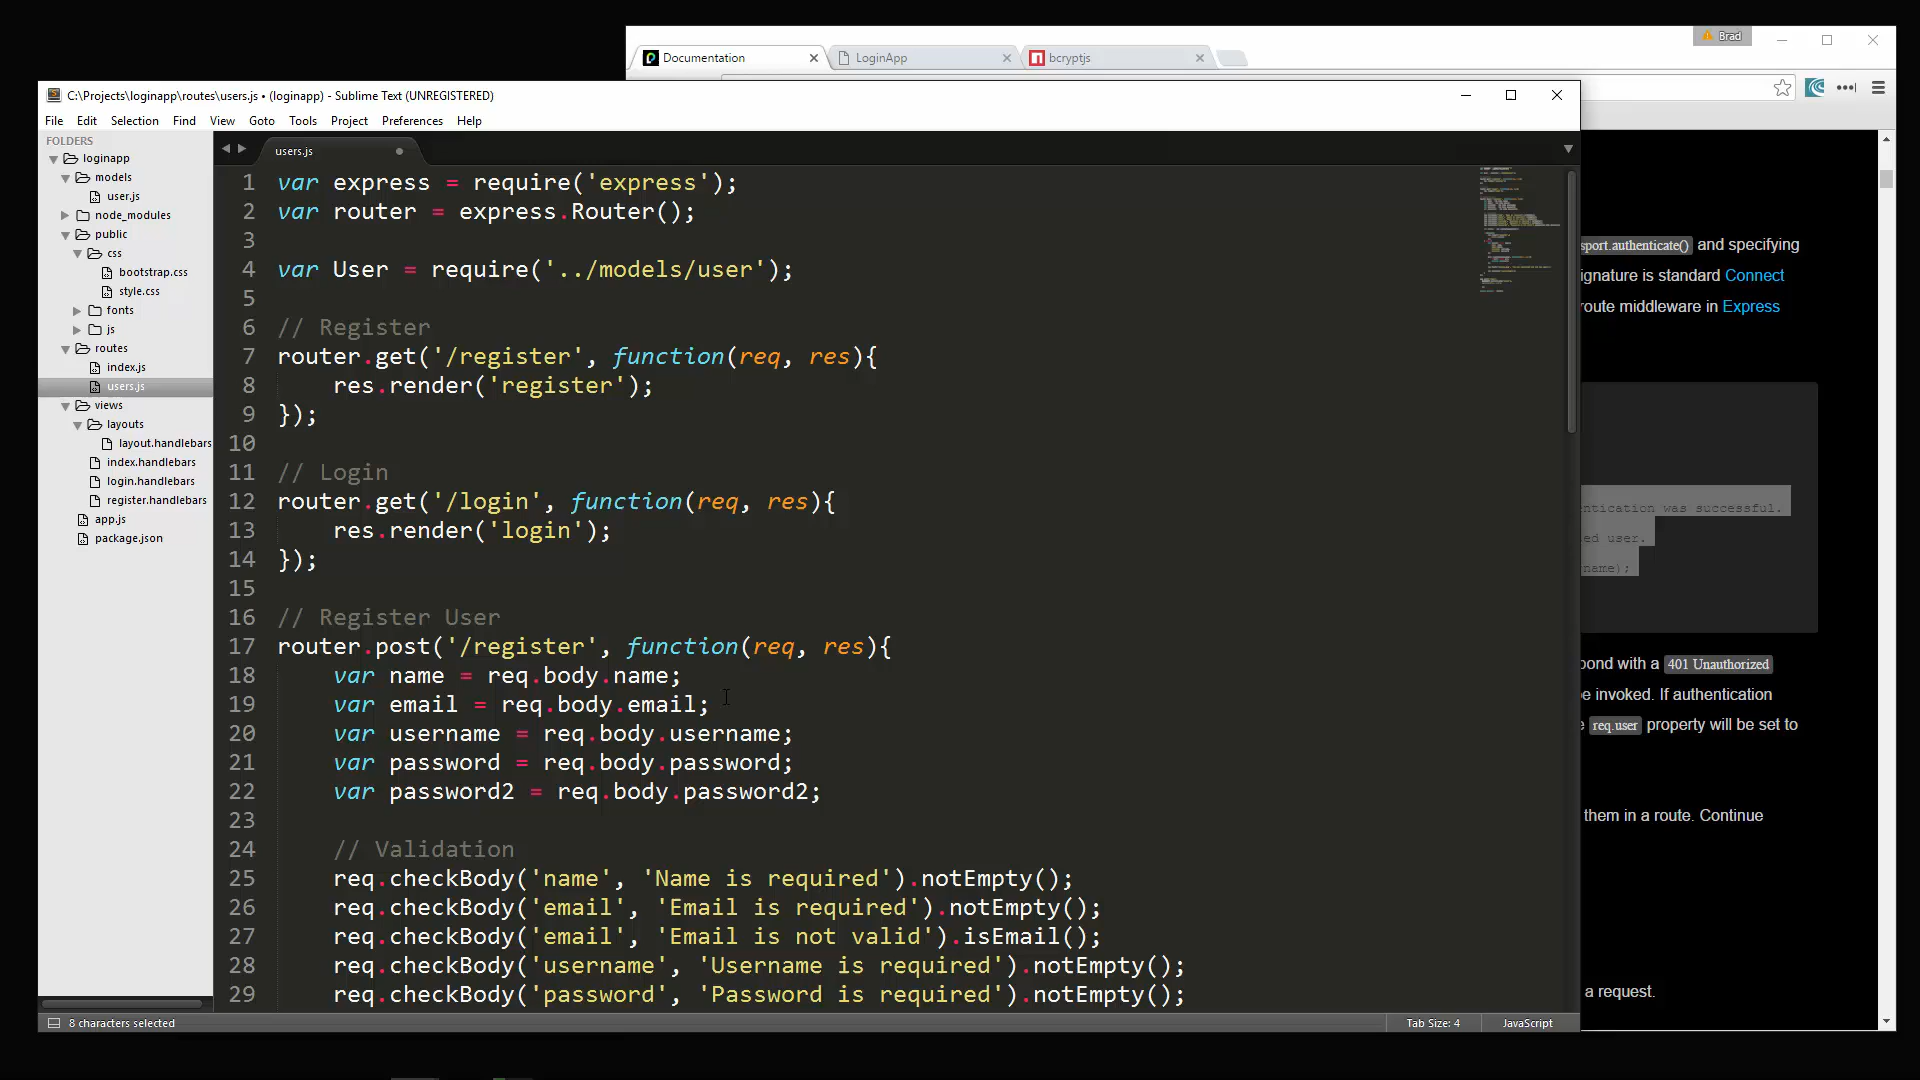 Brad
Documentation
LoginApp
bcryptjs
C:\Projects\loginapp\routes\users.js • (loginapp) - Sublime Text (UNREGISTERED)
File Edit Selection Find View Goto Tools Project Preferences Help
FOLDERS
loginapp
models
user.js
node_modules
public
css
bootstrap.css
style.css
fonts
js
routes
index.js
users.js
views
layouts
layout.handlebars
index.handlebars
login.handlebars
register.handlebars
app.js
package.json
users.js
1 var express = require('express');
2 var router = express.Router();
3
4 var User = require('../models/user');
5
6 // Register
7 router.get('/register', function(req, res){
8 res.render('register');
9 });
10
11 // Login
12 router.get('/login', function(req, res){
13 res.render('login');
14 });
15
16 // Register User
17 router.post('/register', function(req, res){
18 var name = req.body.name;
19 var email = req.body.email;
20 var username = req.body.username;
21 var password = req.body.password;
22 var password2 = req.body.password2;
23
24 // Validation
25 req.checkBody('name', 'Name is required').notEmpty();
26 req.checkBody('email', 'Email is required').notEmpty();
27 req.checkBody('email', 'Email is not valid').isEmail();
28 req.checkBody('username', 'Username is required').notEmpty();
29 req.checkBody('password', 'Password is required').notEmpty();
8 characters selected
Tab Size: 4
JavaScript
sport.authenticate() and specifying
ignature is standard Connect
route middleware in Express
ntication was successful.
ed user.
name);
pond with a 401 Unauthorized
e invoked. If authentication
e req.user property will be set to
them in a route. Continue
a request.